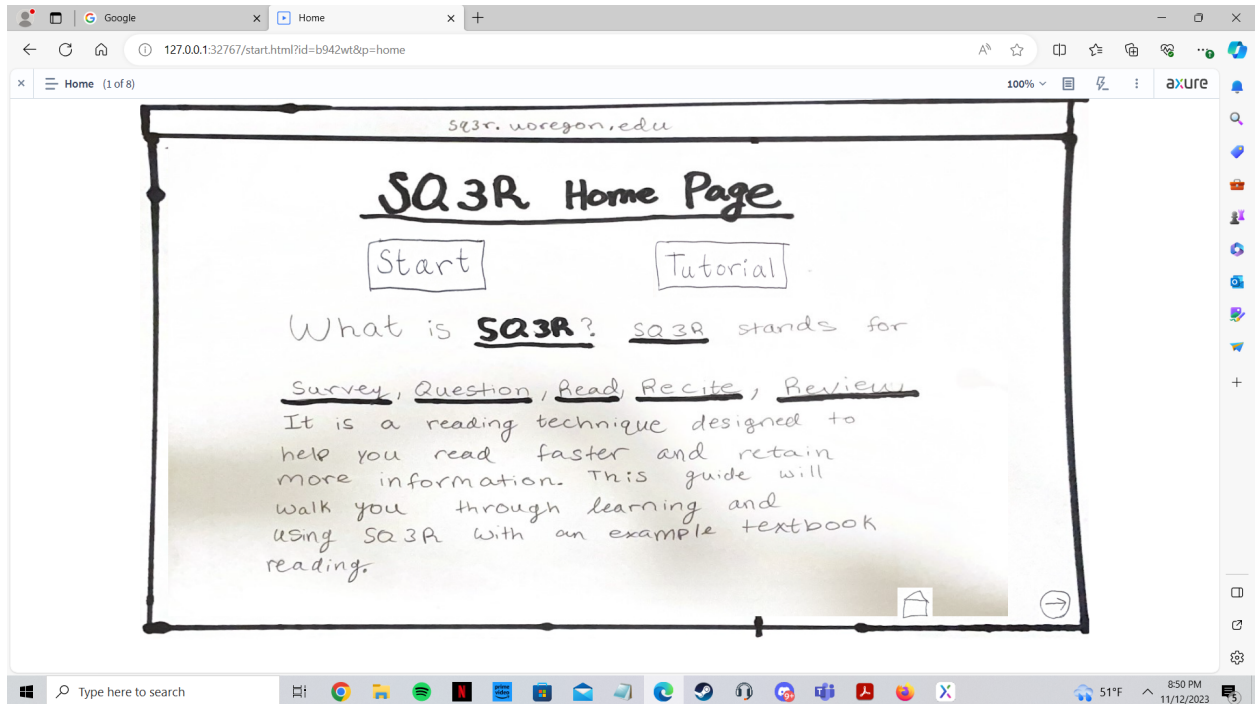 Google
Home
127.0.0.1:32767/start.html?id=b942wt&p=home
Home (1 of 8)
100%
axure
sq3r.uoregon.edu
SQ3R Home Page
Start
Tutorial
What is SQ3R? SQ3R stands for
Survey, Question, Read, Recite, Review.
It is a reading technique designed to
help you read faster and retain
more information. This guide will
walk you through learning and
using SQ3R with an example textbook
reading.
Type here to search
N
prime video
9+
X
51°F
8:50 PM
11/12/2023
5